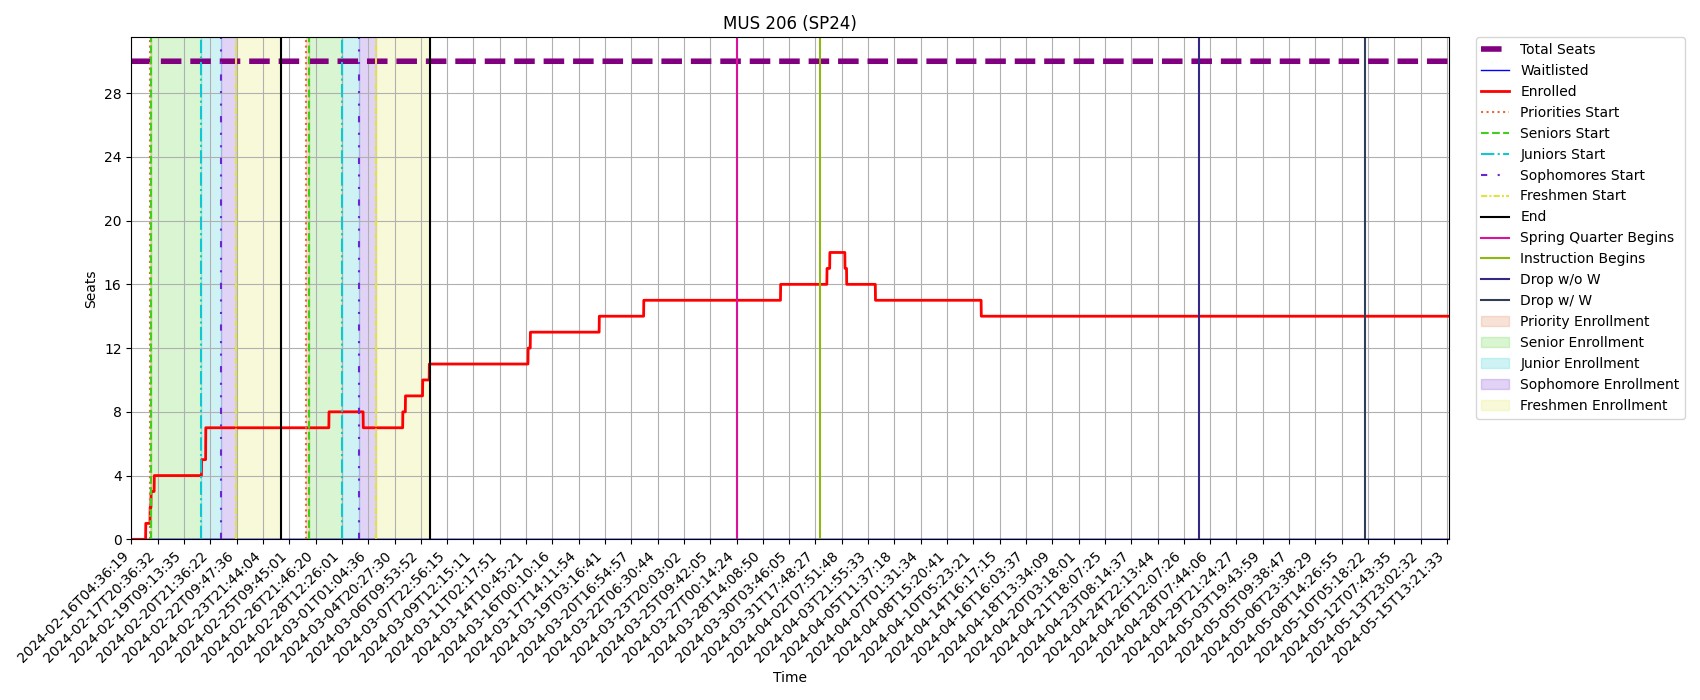 MUS 206 (SP24)
Seats
28
24
20
16
12
8
4
0
2024-02-16T04:36:19
2024-02-17T20:36:32
2024-02-19T09:13:35
2024-02-20T21:36:22
2024-02-22T09:47:36
2024-02-23T21:44:04
2024-02-25T09:45:01
2024-02-26T21:46:20
2024-02-28T12:26:01
2024-03-01T01:04:36
2024-03-04T20:27:30
2024-03-06T09:53:52
2024-03-07T22:56:15
2024-03-09T12:15:11
2024-03-11T02:17:51
2024-03-14T10:45:21
2024-03-16T00:10:16
2024-03-17T14:11:54
2024-03-19T03:16:41
2024-03-20T16:54:57
2024-03-22T06:30:44
2024-03-23T20:03:02
2024-03-25T09:42:05
2024-03-27T00:14:24
2024-03-28T14:08:50
2024-03-30T03:46:05
2024-03-31T17:48:27
2024-04-02T07:51:48
2024-04-03T21:55:33
2024-04-05T11:37:18
2024-04-07T01:31:34
2024-04-08T15:20:41
2024-04-10T05:23:21
2024-04-14T16:17:15
2024-04-16T16:03:37
2024-04-18T13:34:09
2024-04-20T03:18:01
2024-04-21T18:07:25
2024-04-23T08:14:37
2024-04-24T22:13:44
2024-04-26T12:07:26
2024-04-28T07:44:06
2024-04-29T21:24:27
2024-05-03T19:43:59
2024-05-05T09:38:47
2024-05-06T23:38:29
2024-05-08T14:26:55
2024-05-10T05:18:22
2024-05-12T07:43:35
2024-05-13T23:02:32
2024-05-15T13:21:33
Time
Total Seats
Waitlisted
Enrolled
Priorities Start
Seniors Start
Juniors Start
Sophomores Start
Freshmen Start
End
Spring Quarter Begins
Instruction Begins
Drop w/o W
Drop w/ W
Priority Enrollment
Senior Enrollment
Junior Enrollment
Sophomore Enrollment
Freshmen Enrollment